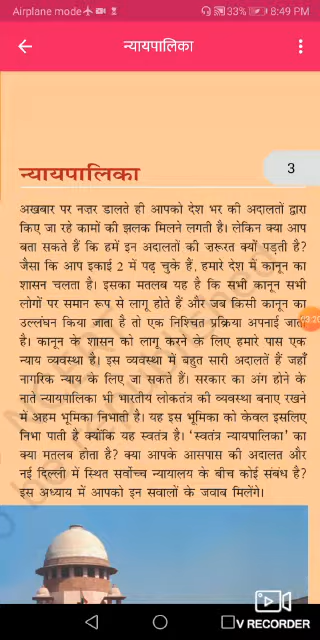 Airplane mode 33% 8:49 PM
न्यायपालिका
3
न्यायपालिका
अखबार पर नज़र डालते ही आपको देश भर की अदालतों द्वारा
किए जा रहे कामों की झलक मिलने लगती है। लेकिन क्या आप
बता सकते हैं कि हमें इन अदालतों की ज़रूरत क्यों पड़ती है?
जैसा कि आप इकाई 2 में पढ़ चुके हैं, हमारे देश में कानून का
शासन चलता है। इसका मतलब यह है कि सभी कानून सभी
लोगों पर समान रूप से लागू होते हैं और जब किसी कानून का
उल्लंघन किया जाता है तो एक निश्चित प्रक्रिया अपनाई जाती
है। कानून के शासन को लागू करने के लिए हमारे पास एक
न्याय व्यवस्था है। इस व्यवस्था में बहुत सारी अदालतें हैं जहाँ
नागरिक न्याय के लिए जा सकते हैं। सरकार का अंग होने के
नाते न्यायपालिका भी भारतीय लोकतंत्र की व्यवस्था बनाए रखने
में अहम भूमिका निभाती है। यह इस भूमिका को केवल इसलिए
निभा पाती है क्योंकि यह स्वतंत्र है। ‘स्वतंत्र न्यायपालिका’ का
क्या मतलब होता है? क्या आपके आसपास की अदालत और
नई दिल्ली में स्थित सर्वोच्च न्यायालय के बीच कोई संबंध है?
इस अध्याय में आपको इन सवालों के जवाब मिलेंगे।
V RECORDER